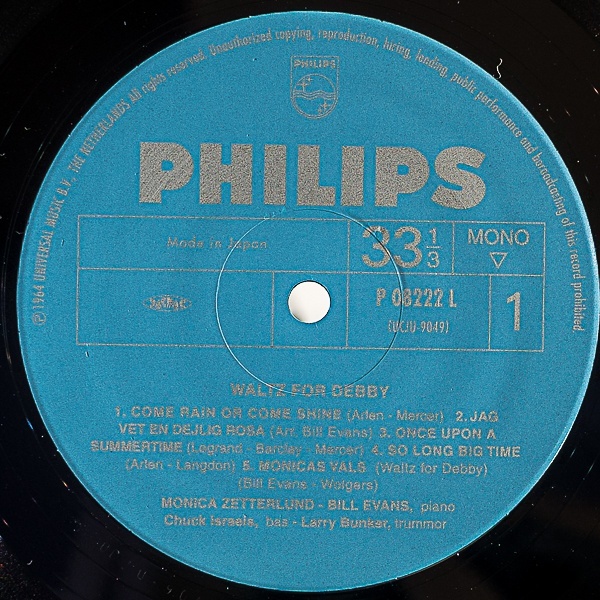 ℗1964 UNIVERSAL MUSIC B.V., THE NETHERLANDS All rights reserved. Unauthorized copying, reproduction, hiring, lending, public performance and broadcasting of this record prohibited
PHILIPS
PHILIPS
Made in Japan
33 1/3
MONO
▽
P 08222 L
(UCJU-9049)
1
WALTZ FOR DEBBY
1. COME RAIN OR COME SHINE (Arlen - Mercer) 2. JAG
VET EN DEJLIG ROSA (Arr. Bill Evans) 3. ONCE UPON A
SUMMERTIME (Legrand - Barclay - Mercer) 4. SO LONG BIG TIME
(Arlen - Langdon) 5. MONICAS VALS (Waltz for Debby)
(Bill Evans - Wolgers)
MONICA ZETTERLUND - BILL EVANS, piano
Chuck Israels, bas - Larry Bunker, trummor